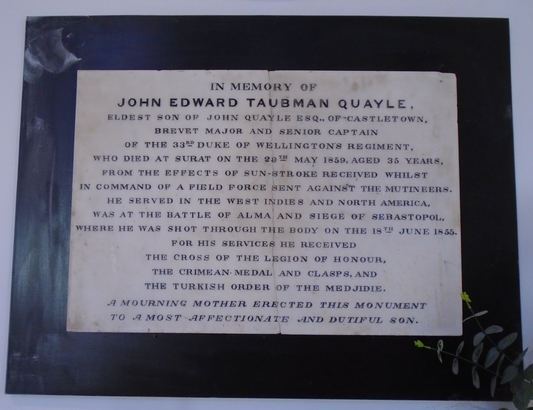 IN MEMORY OF
JOHN EDWARD TAUBMAN QUAYLE,
ELDEST SON OF JOHN QUAYLE ESQ., OF CASTLETOWN,
BREVET MAJOR AND SENIOR CAPTAIN
OF THE 33RD DUKE OF WELLINGTONS REGIMENT,
WHO DIED AT SURAT ON THE 28TH MAY 1859, AGED 35 YEARS,
FROM THE EFFECTS OF SUN-STROKE RECEIVED WHILST
IN COMMAND OF A FIELD FORCE SENT AGAINST THE MUTINEERS.
HE SERVED IN THE WEST INDIES AND NORTH AMERICA,
WAS AT THE BATTLE OF ALMA AND SIEGE OF SEBASTOPOL,
WHERE HE WAS SHOT THROUGH THE BODY ON THE 18TH JUNE 1855.
FOR HIS SERVICES HE RECEIVED
THE CROSS OF THE LEGION OF HONOUR,
THE CRIMEAN MEDAL AND CLASPS, AND
THE TURKISH ORDER OF THE MEDJIDIE.
A MOURNING MOTHER ERECTED THIS MONUMENT
TO A MOST AFFECTIONATE AND DUTIFUL SON.